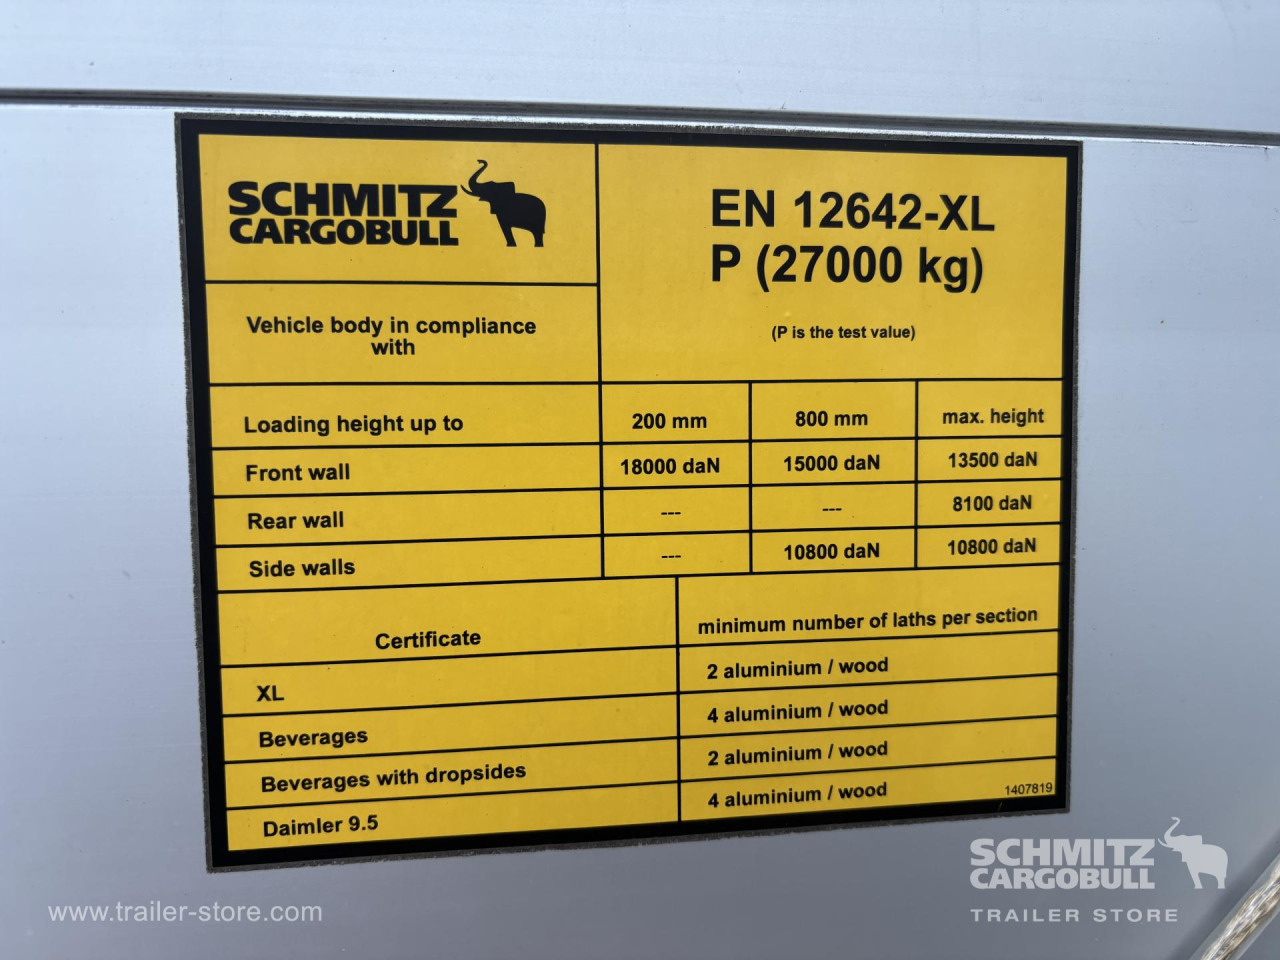 SCHMITZ
CARGOBULL
EN 12642-XL
P (27000 kg)
(P is the test value)
Vehicle body in compliance
with
Loading height up to 200 mm 800 mm max. height
Front wall 18000 daN 15000 daN 13500 daN
Rear wall --- --- 8100 daN
Side walls --- 10800 daN 10800 daN
Certificate minimum number of laths per section
XL 2 aluminium / wood
Beverages 4 aluminium / wood
Beverages with dropsides 2 aluminium / wood
Daimler 9.5 4 aluminium / wood
1407819
SCHMITZ
CARGOBULL
TRAILER STORE
www.trailer-store.com